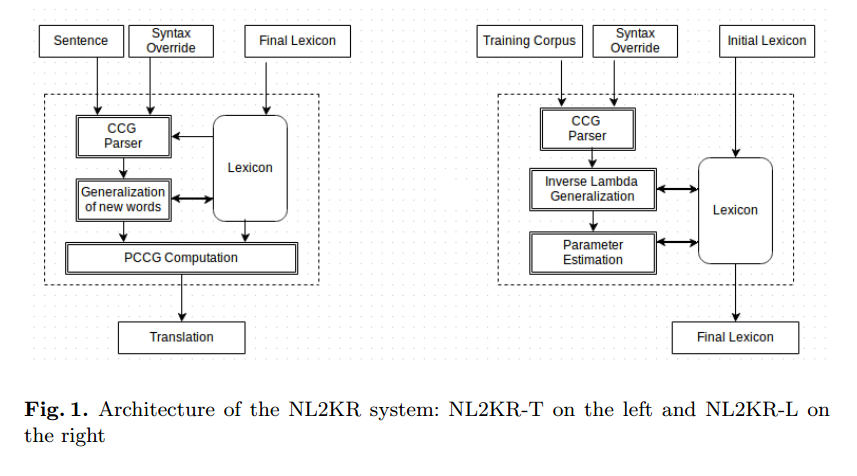 Sentence
Syntax
Override
Final Lexicon
CCG
Parser
Lexicon
Generalization
of new words
PCCG Computation
Translation
Training Corpus
Syntax
Override
Initial Lexicon
CCG
Parser
Inverse Lambda
Generalization
Lexicon
Parameter
Estimation
Final Lexicon
Fig. 1. Architecture of the NL2KR system: NL2KR-T on the left and NL2KR-L on
the right